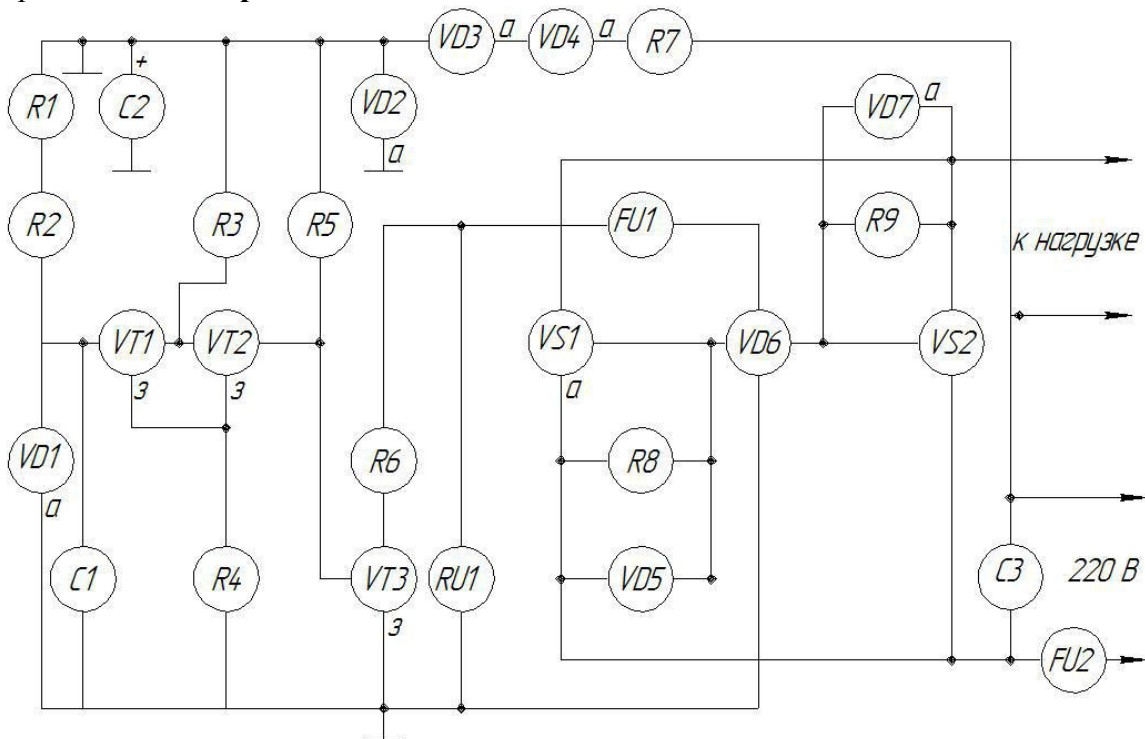 VD3 а VD4 а R7
+
R1 C2 VD2 VD7 а
а
R2 R3 R5 FU1 R9
к нагрузке
VT1 VT2 VS1 VD6 VS2
З З а
VD1 R6 R8
а
C1 R4 VT3 RU1 VD5 C3 220 В
З
FU2